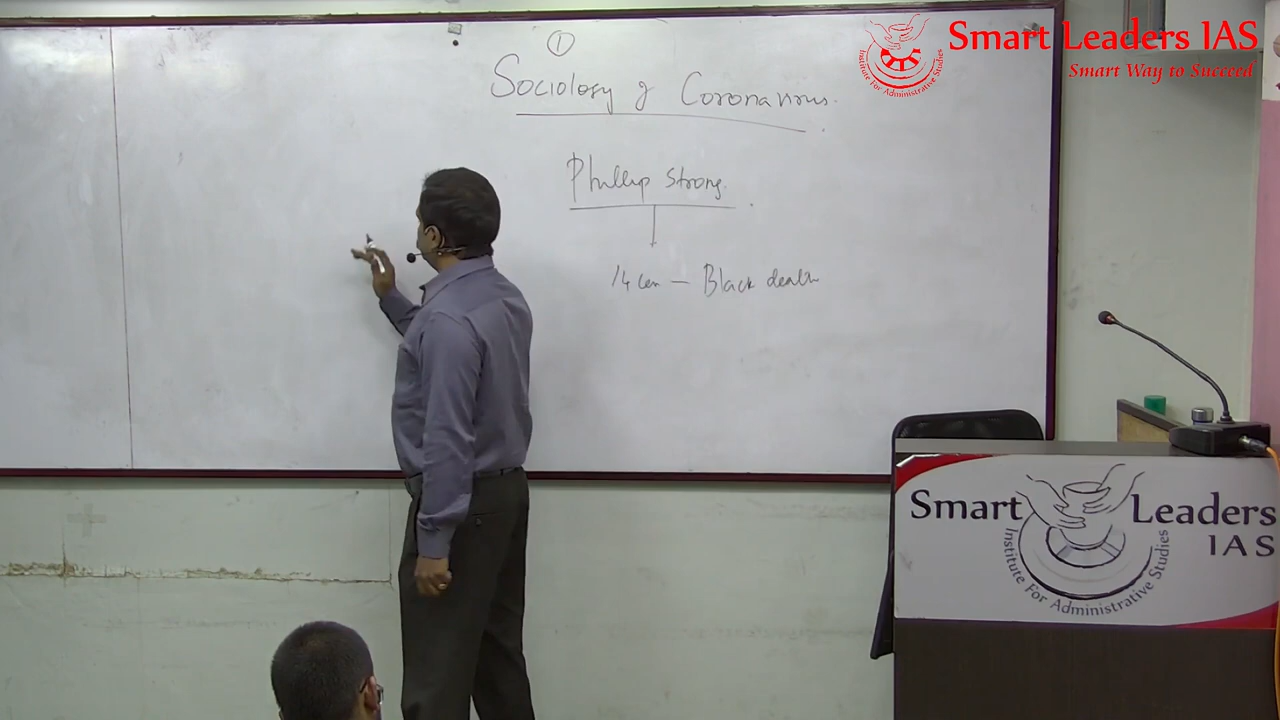 ①
Sociology of Coronavirus.
Phillip Strong.
14 cen — Black death
Smart Leaders IAS
Smart Way to Succeed
Institute For Administrative Studies
Smart Leaders
IAS
Institute For Administrative Studies